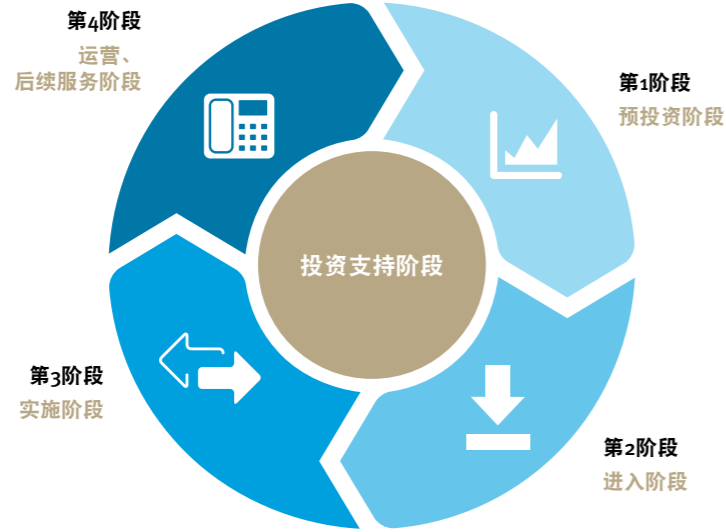 第4阶段
运营、
后续服务阶段
第1阶段
预投资阶段
投资支持阶段
第3阶段
实施阶段
第2阶段
进入阶段